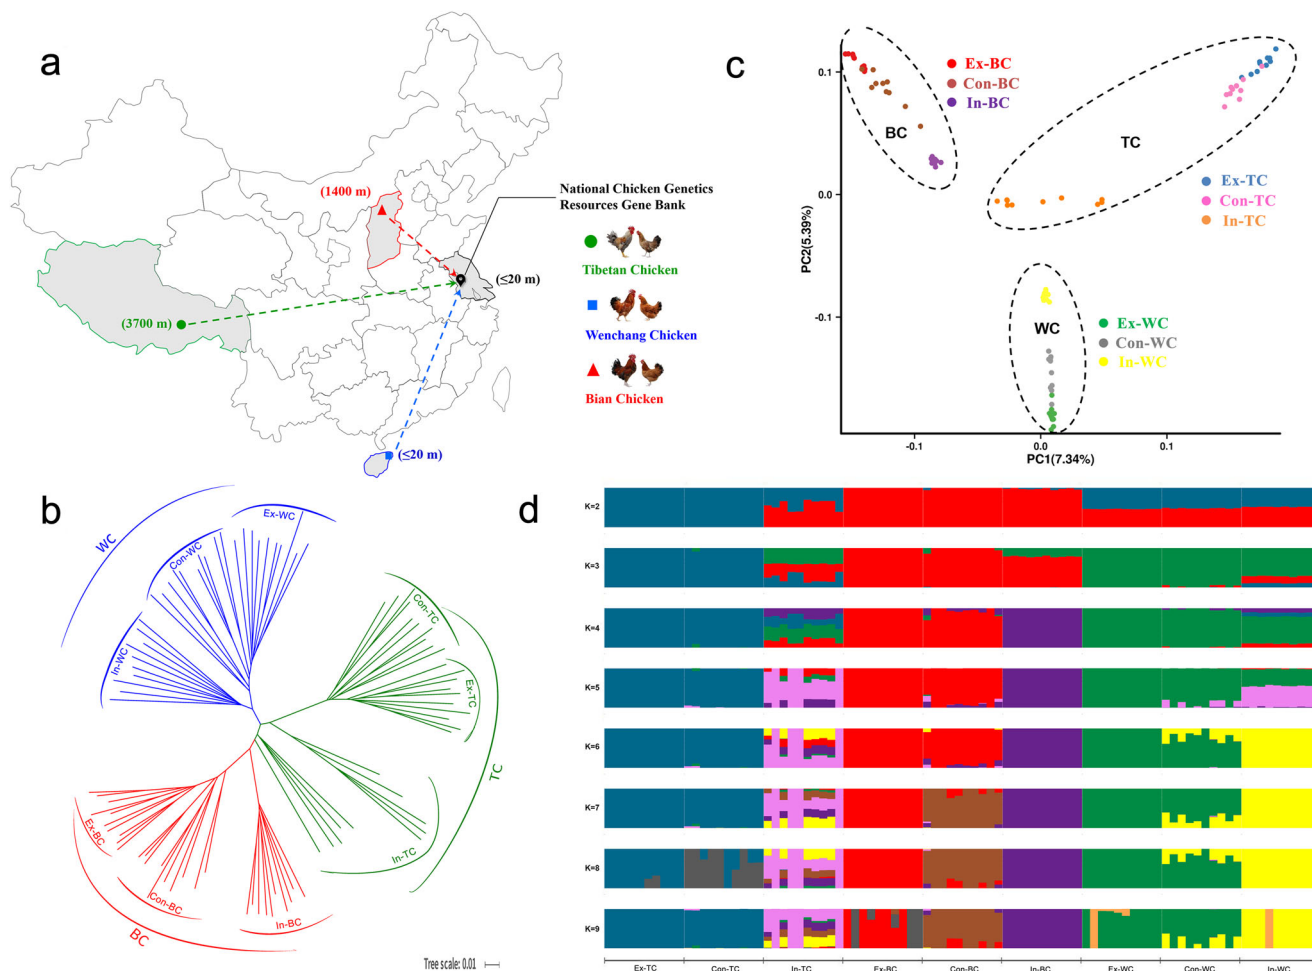 a
(1400 m)
National Chicken Genetics
Resources Gene Bank
(≤20 m)
(3700 m)
(≤20 m)
Tibetan Chicken
Wenchang Chicken
Bian Chicken
c
Ex-BC
Con-BC
In-BC
BC
TC
Ex-TC
Con-TC
In-TC
WC
Ex-WC
Con-WC
In-WC
0.1
0.0
-0.1
PC2(5.39%)
-0.1
0.0
0.1
PC1(7.34%)
b
WC
Ex-WC
Con-WC
In-WC
Con-TC
Ex-TC
TC
In-TC
Ex-BC
Con-BC
In-BC
BC
Tree scale: 0.01
d
K=2
K=3
K=4
K=5
K=6
K=7
K=8
K=9
Ex-TC Con-TC In-TC Ex-BC Con-BC In-BC Ex-WC Con-WC In-WC